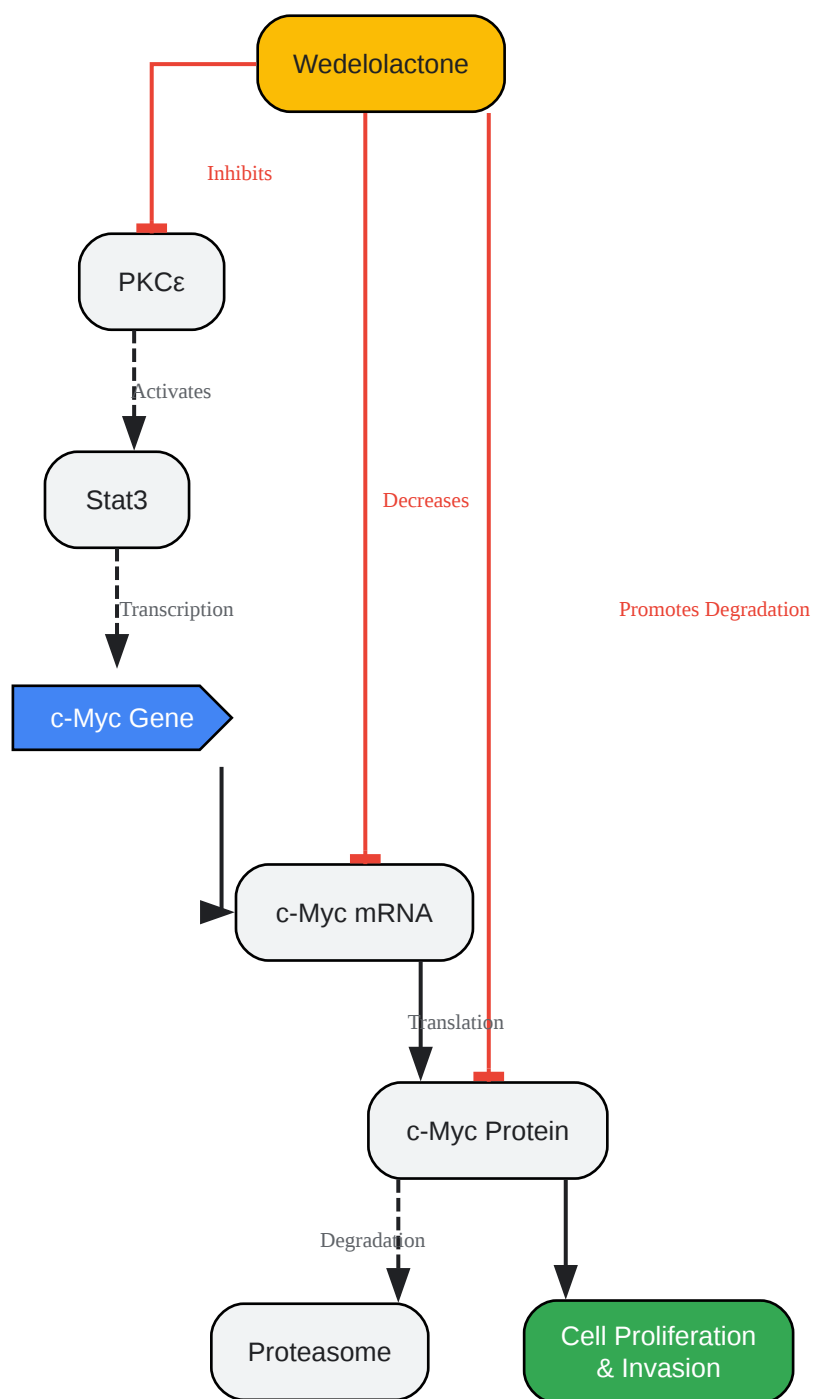 Wedelolactone
Inhibits
PKCε
Activates
Stat3
Decreases
Transcription
Promotes Degradation
c-Myc Gene
c-Myc mRNA
Translation
c-Myc Protein
Degradation
Proteasome
Cell Proliferation
& Invasion